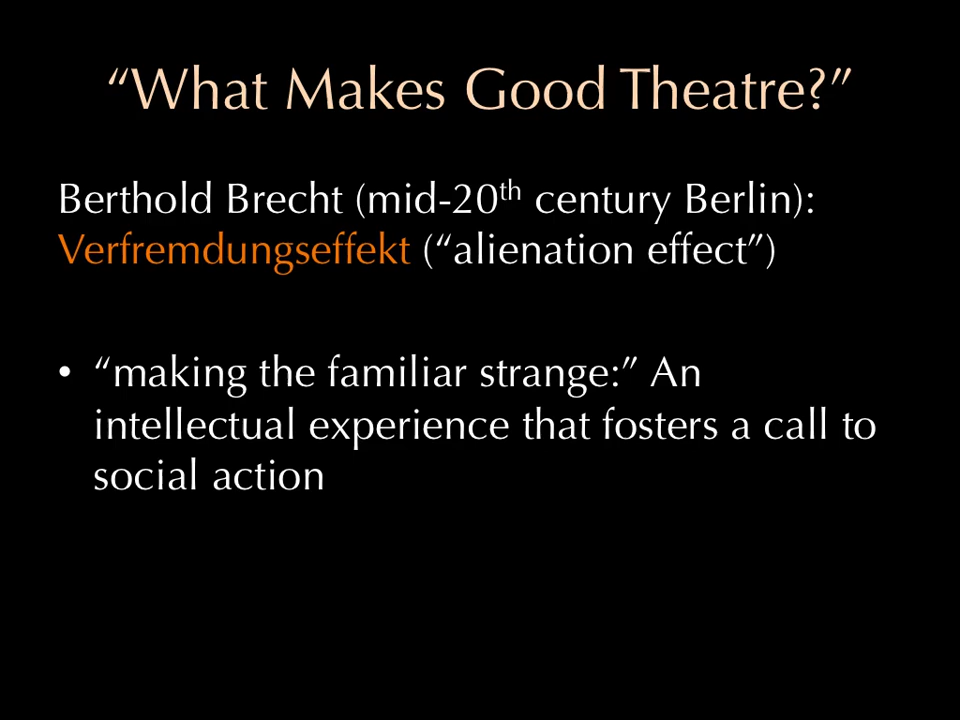 “What Makes Good Theatre?”
Berthold Brecht (mid-20th century Berlin):
Verfremdungseffekt (“alienation effect”)
• “making the familiar strange:” An
intellectual experience that fosters a call to
social action